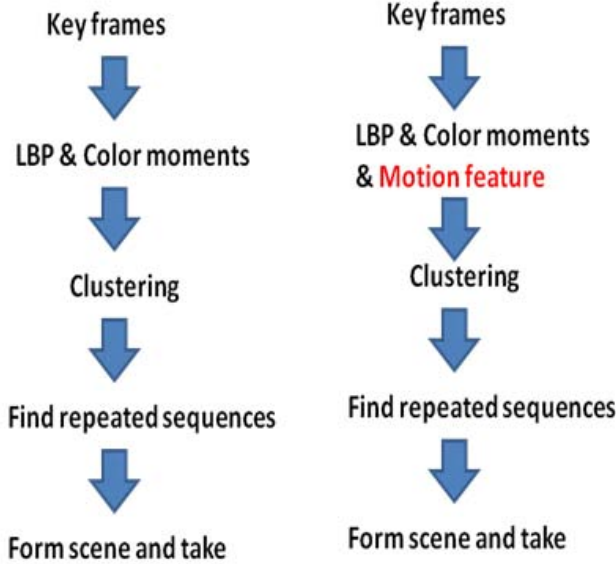 Key frames
LBP & Color moments
Clustering
Find repeated sequences
Form scene and take
Key frames
LBP & Color moments
& Motion feature
Clustering
Find repeated sequences
Form scene and take